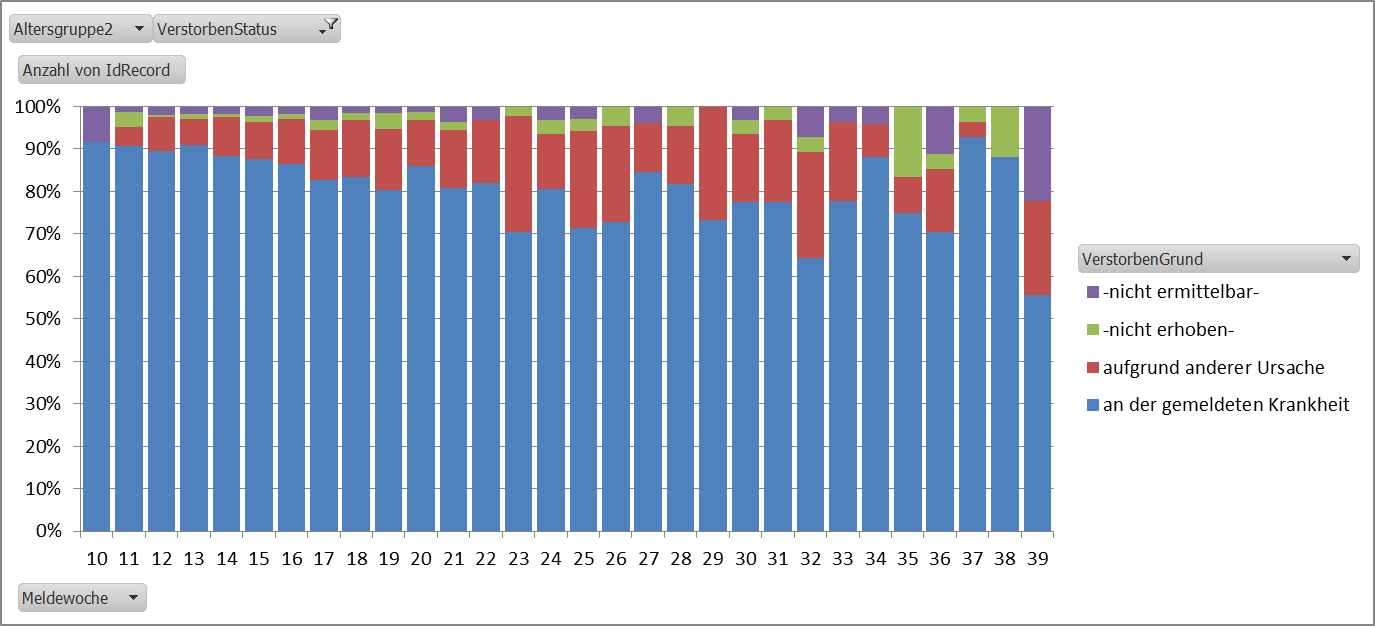 Altersgruppe2 VerstorbenStatus
Anzahl von IdRecord
100%
90%
80%
70%
60%
50%
40%
30%
20%
10%
0%
10 11 12 13 14 15 16 17 18 19 20 21 22 23 24 25 26 27 28 29 30 31 32 33 34 35 36 37 38 39
Meldewoche
VerstorbenGrund
-nicht ermittelbar-
-nicht erhoben-
aufgrund anderer Ursache
an der gemeldeten Krankheit